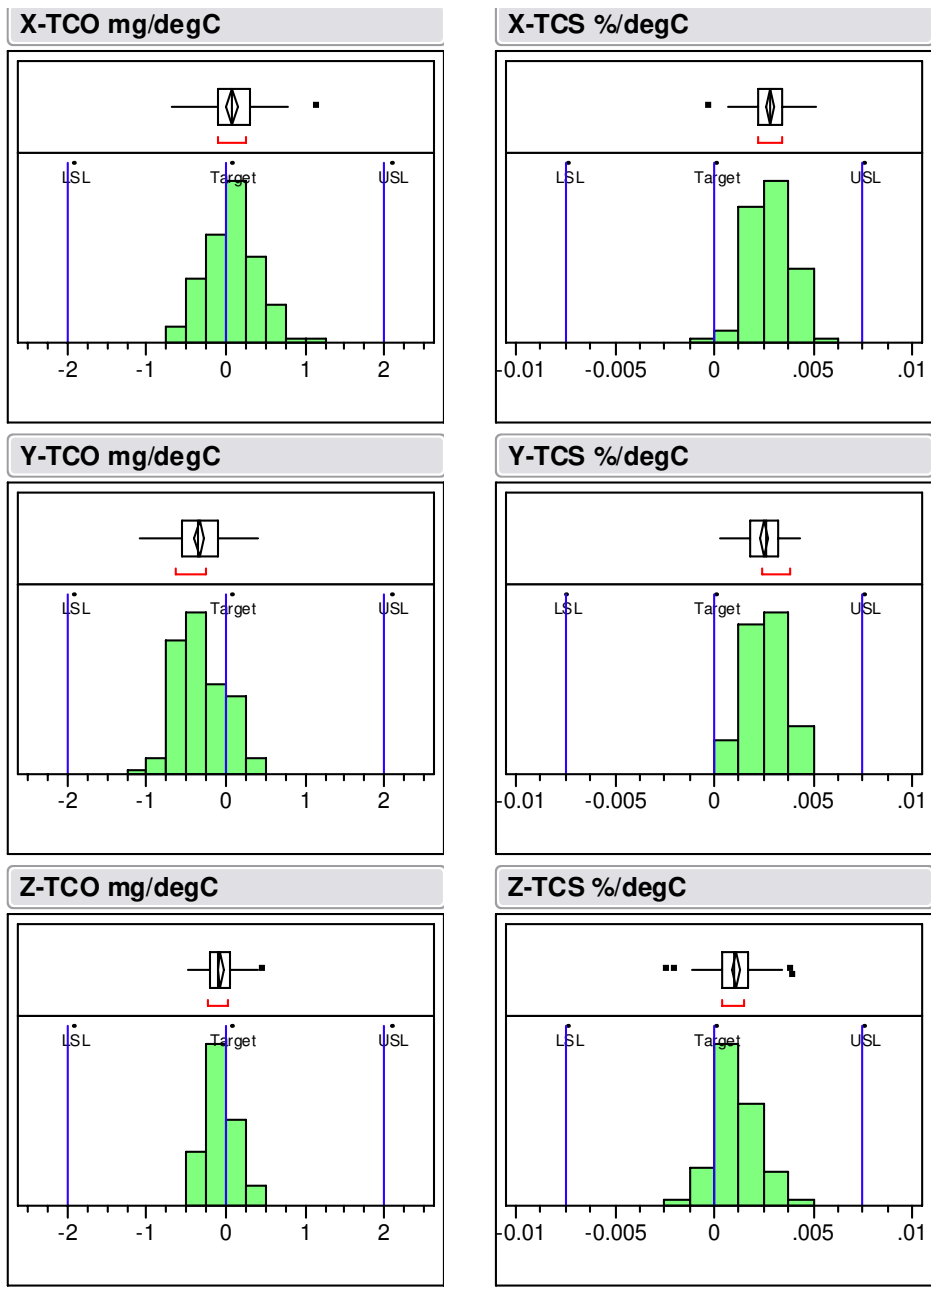 X-TCO mg/degC
LSL Target USL
-2 -1 0 1 2
X-TCS %/degC
LSL Target USL
-0.01 -0.005 0 .005 .01
Y-TCO mg/degC
LSL Target USL
-2 -1 0 1 2
Y-TCS %/degC
LSL Target USL
-0.01 -0.005 0 .005 .01
Z-TCO mg/degC
LSL Target USL
-2 -1 0 1 2
Z-TCS %/degC
LSL Target USL
-0.01 -0.005 0 .005 .01